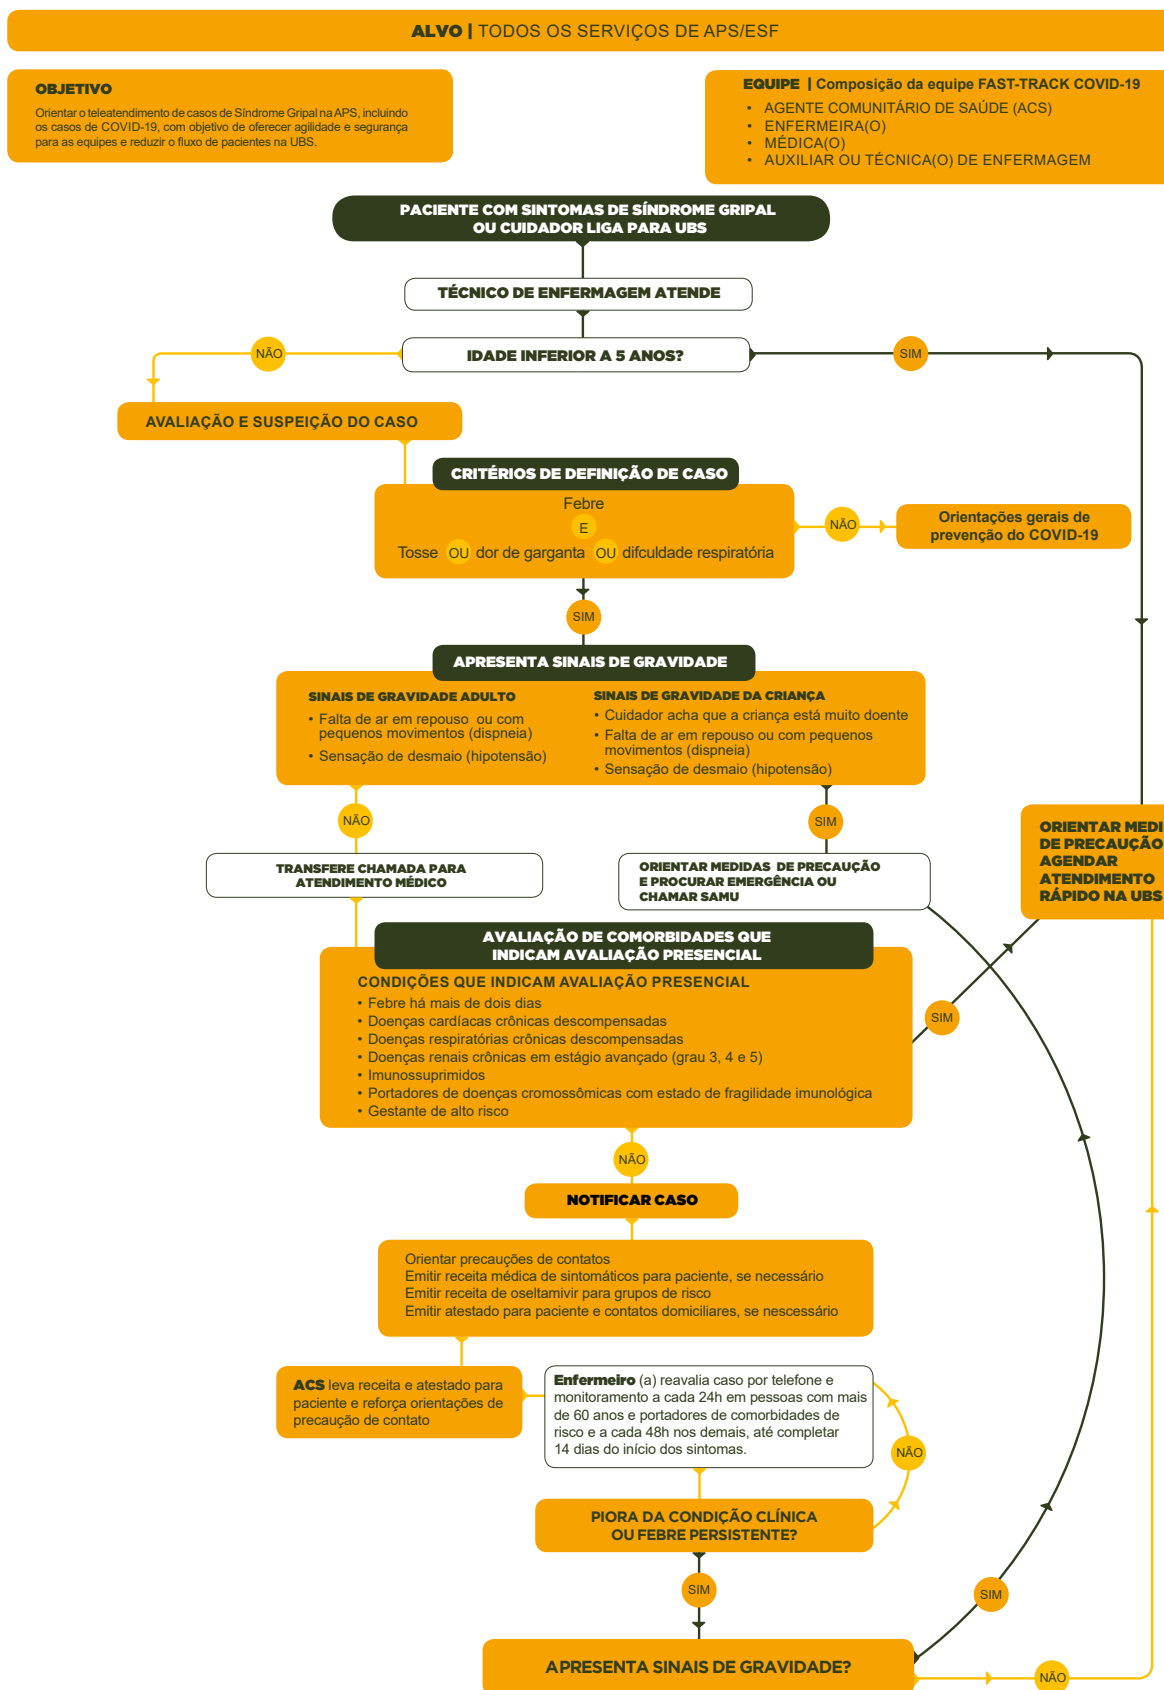 ALVO | TODOS OS SERVIÇOS DE APS/ESF
OBJETIVO
Orientar o teleatendimento de casos de Síndrome Gripal na APS, incluindo
os casos de COVID-19, com objetivo de oferecer agilidade e segurança
para as equipes e reduzir o fluxo de pacientes na UBS.
EQUIPE | Composição da equipe FAST-TRACK COVID-19
• AGENTE COMUNITÁRIO DE SAÚDE (ACS)
• ENFERMEIRA(O)
• MÉDICA(O)
• AUXILIAR OU TÉCNICA(O) DE ENFERMAGEM
PACIENTE COM SINTOMAS DE SÍNDROME GRIPAL
OU CUIDADOR LIGA PARA UBS
TÉCNICO DE ENFERMAGEM ATENDE
IDADE INFERIOR A 5 ANOS?
NÃO
SIM
AVALIAÇÃO E SUSPEIÇÃO DO CASO
CRITÉRIOS DE DEFINIÇÃO DE CASO
Febre
E
Tosse OU dor de garganta OU difculdade respiratória
NÃO
Orientações gerais de
prevenção do COVID-19
SIM
APRESENTA SINAIS DE GRAVIDADE
SINAIS DE GRAVIDADE ADULTO
• Falta de ar em repouso ou com
pequenos movimentos (dispneia)
• Sensação de desmaio (hipotensão)
SINAIS DE GRAVIDADE DA CRIANÇA
• Cuidador acha que a criança está muito doente
• Falta de ar em repouso ou com pequenos
movimentos (dispneia)
• Sensação de desmaio (hipotensão)
NÃO
SIM
TRANSFERE CHAMADA PARA
ATENDIMENTO MÉDICO
ORIENTAR MEDIDAS DE PRECAUÇÃO
E PROCURAR EMERGÊNCIA OU
CHAMAR SAMU
ORIENTAR MEDI
DE PRECAUÇÃO
AGENDAR
ATENDIMENTO
RÁPIDO NA UBS
AVALIAÇÃO DE COMORBIDADES QUE
INDICAM AVALIAÇÃO PRESENCIAL
CONDIÇÕES QUE INDICAM AVALIAÇÃO PRESENCIAL
• Febre há mais de dois dias
• Doenças cardíacas crônicas descompensadas
• Doenças respiratórias crônicas descompensadas
• Doenças renais crônicas em estágio avançado (grau 3, 4 e 5)
• Imunossuprimidos
• Portadores de doenças cromossômicas com estado de fragilidade imunológica
• Gestante de alto risco
SIM
NÃO
NOTIFICAR CASO
Orientar precauções de contatos
Emitir receita médica de sintomáticos para paciente, se necessário
Emitir receita de oseltamivir para grupos de risco
Emitir atestado para paciente e contatos domiciliares, se nescessário
ACS leva receita e atestado para
paciente e reforça orientações de
precaução de contato
Enfermeiro (a) reavalia caso por telefone e
monitoramento a cada 24h em pessoas com mais
de 60 anos e portadores de comorbidades de
risco e a cada 48h nos demais, até completar
14 dias do início dos sintomas.
NÃO
PIORA DA CONDIÇÃO CLÍNICA
OU FEBRE PERSISTENTE?
SIM
SIM
APRESENTA SINAIS DE GRAVIDADE?
NÃO